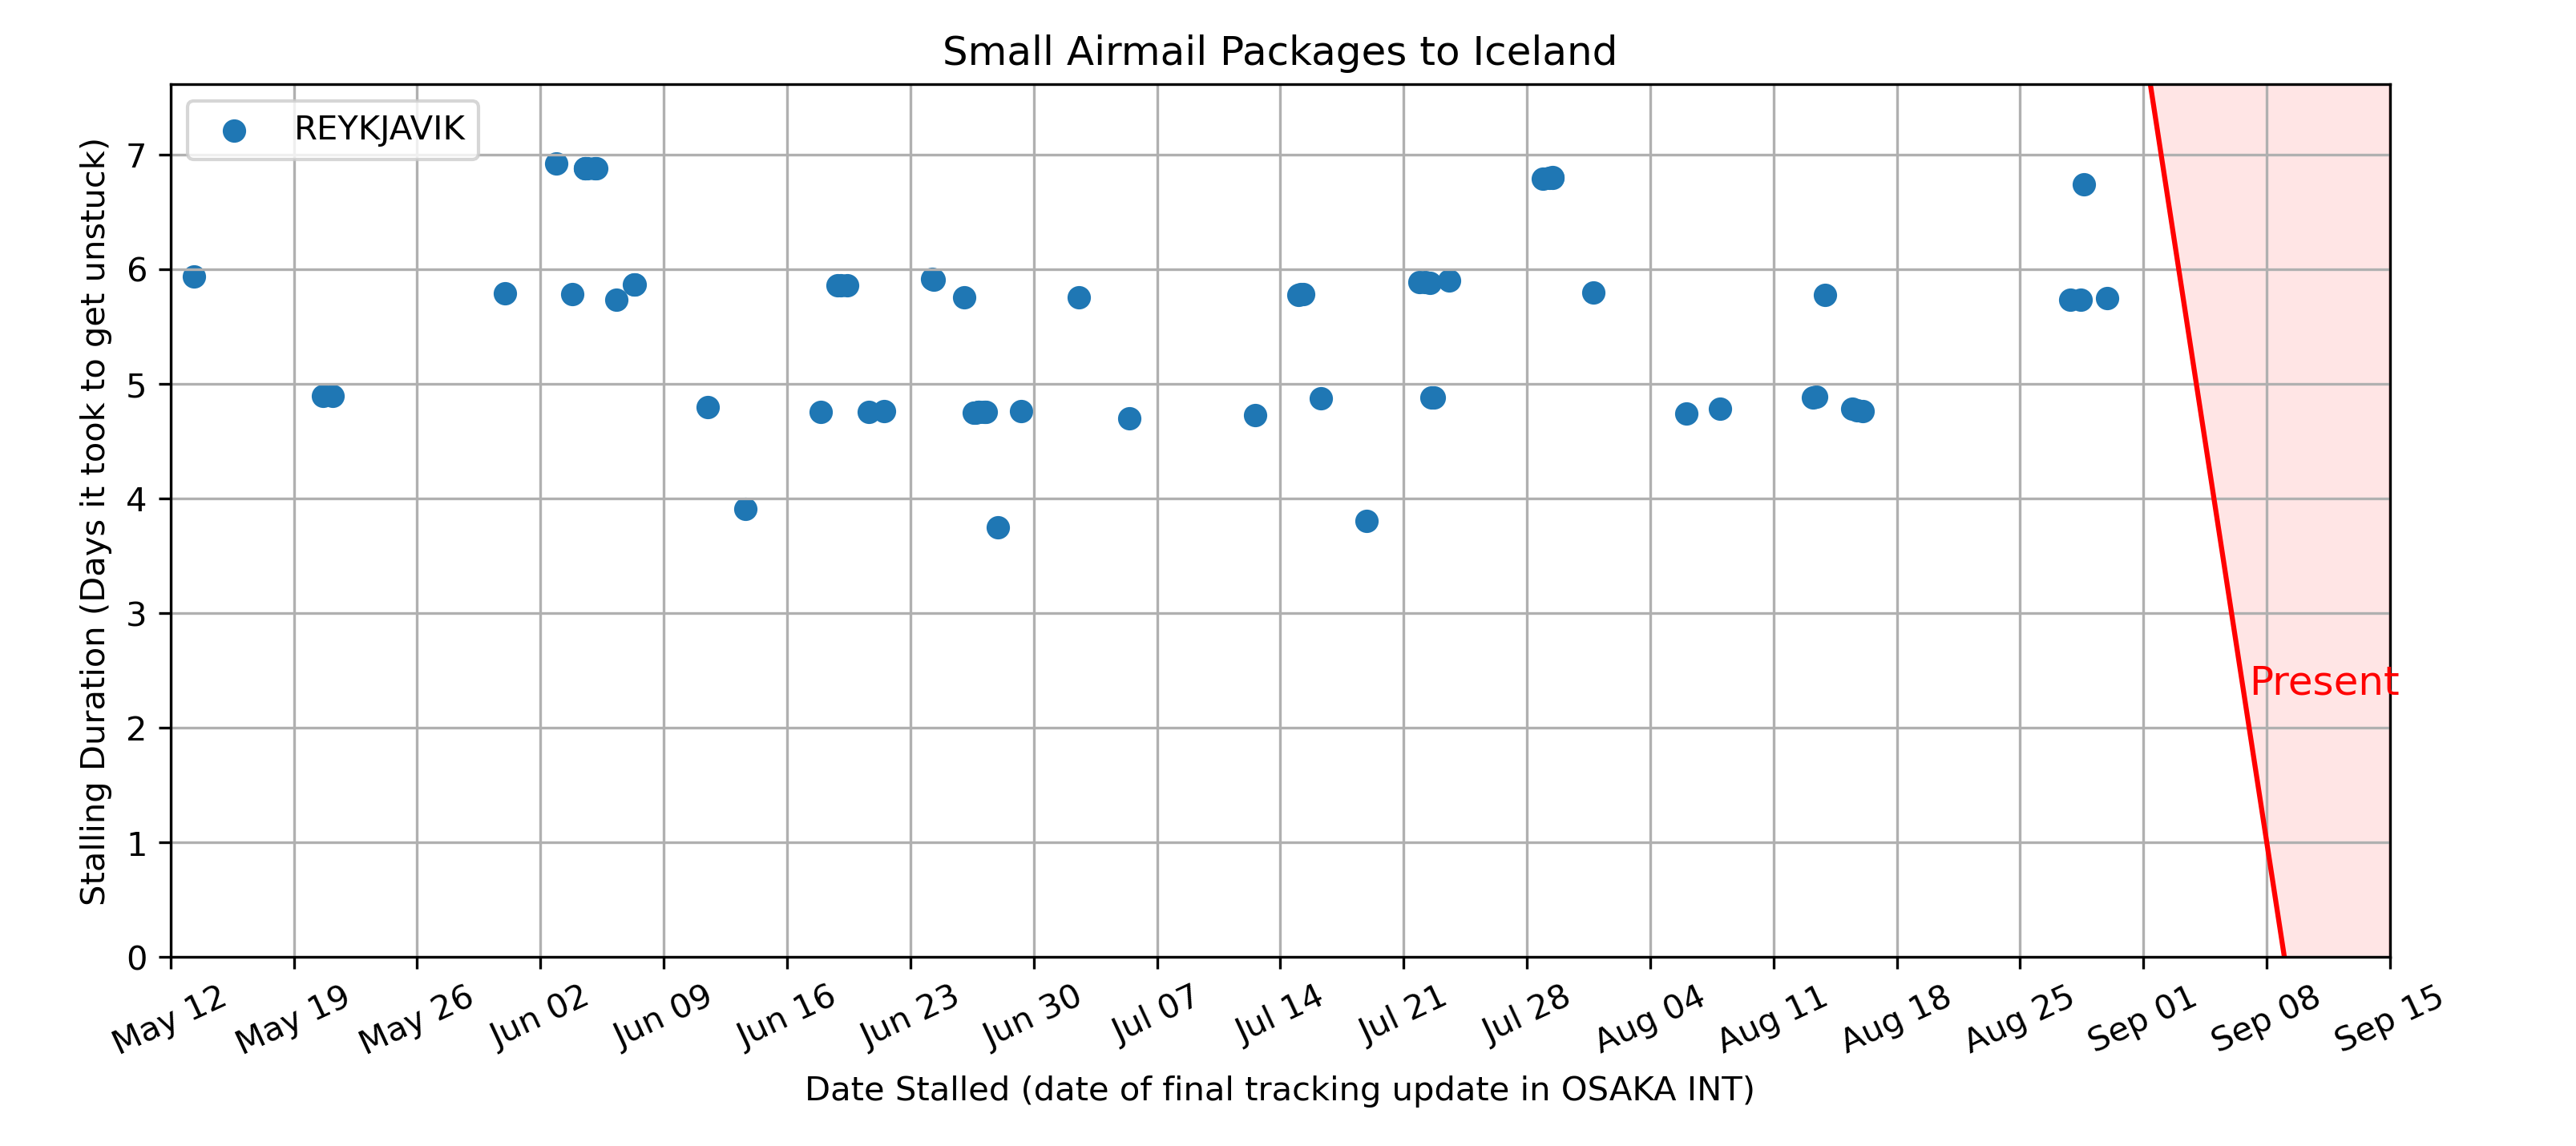 Small Airmail Packages to Iceland
REYKJAVIK
Stalling Duration (Days it took to get unstuck)
7
6
5
4
3
2
1
0
Present
May 12 May 19 May 26 Jun 02 Jun 09 Jun 16 Jun 23 Jun 30 Jul 07 Jul 14 Jul 21 Jul 28 Aug 04 Aug 11 Aug 18 Aug 25 Sep 01 Sep 08 Sep 15
Date Stalled (date of final tracking update in OSAKA INT)